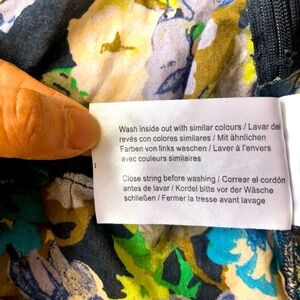 Wash inside out with similar colours / Lavar del
revés con colores similares / Mit ähnlichen
Farben von links waschen / Laver à l'envers
avec couleurs similaires
Close string before washing / Correar el cordón
antes de lavar / Kordel bitte vor der Wäsche
schließen / Fermer la tresse avant lavage